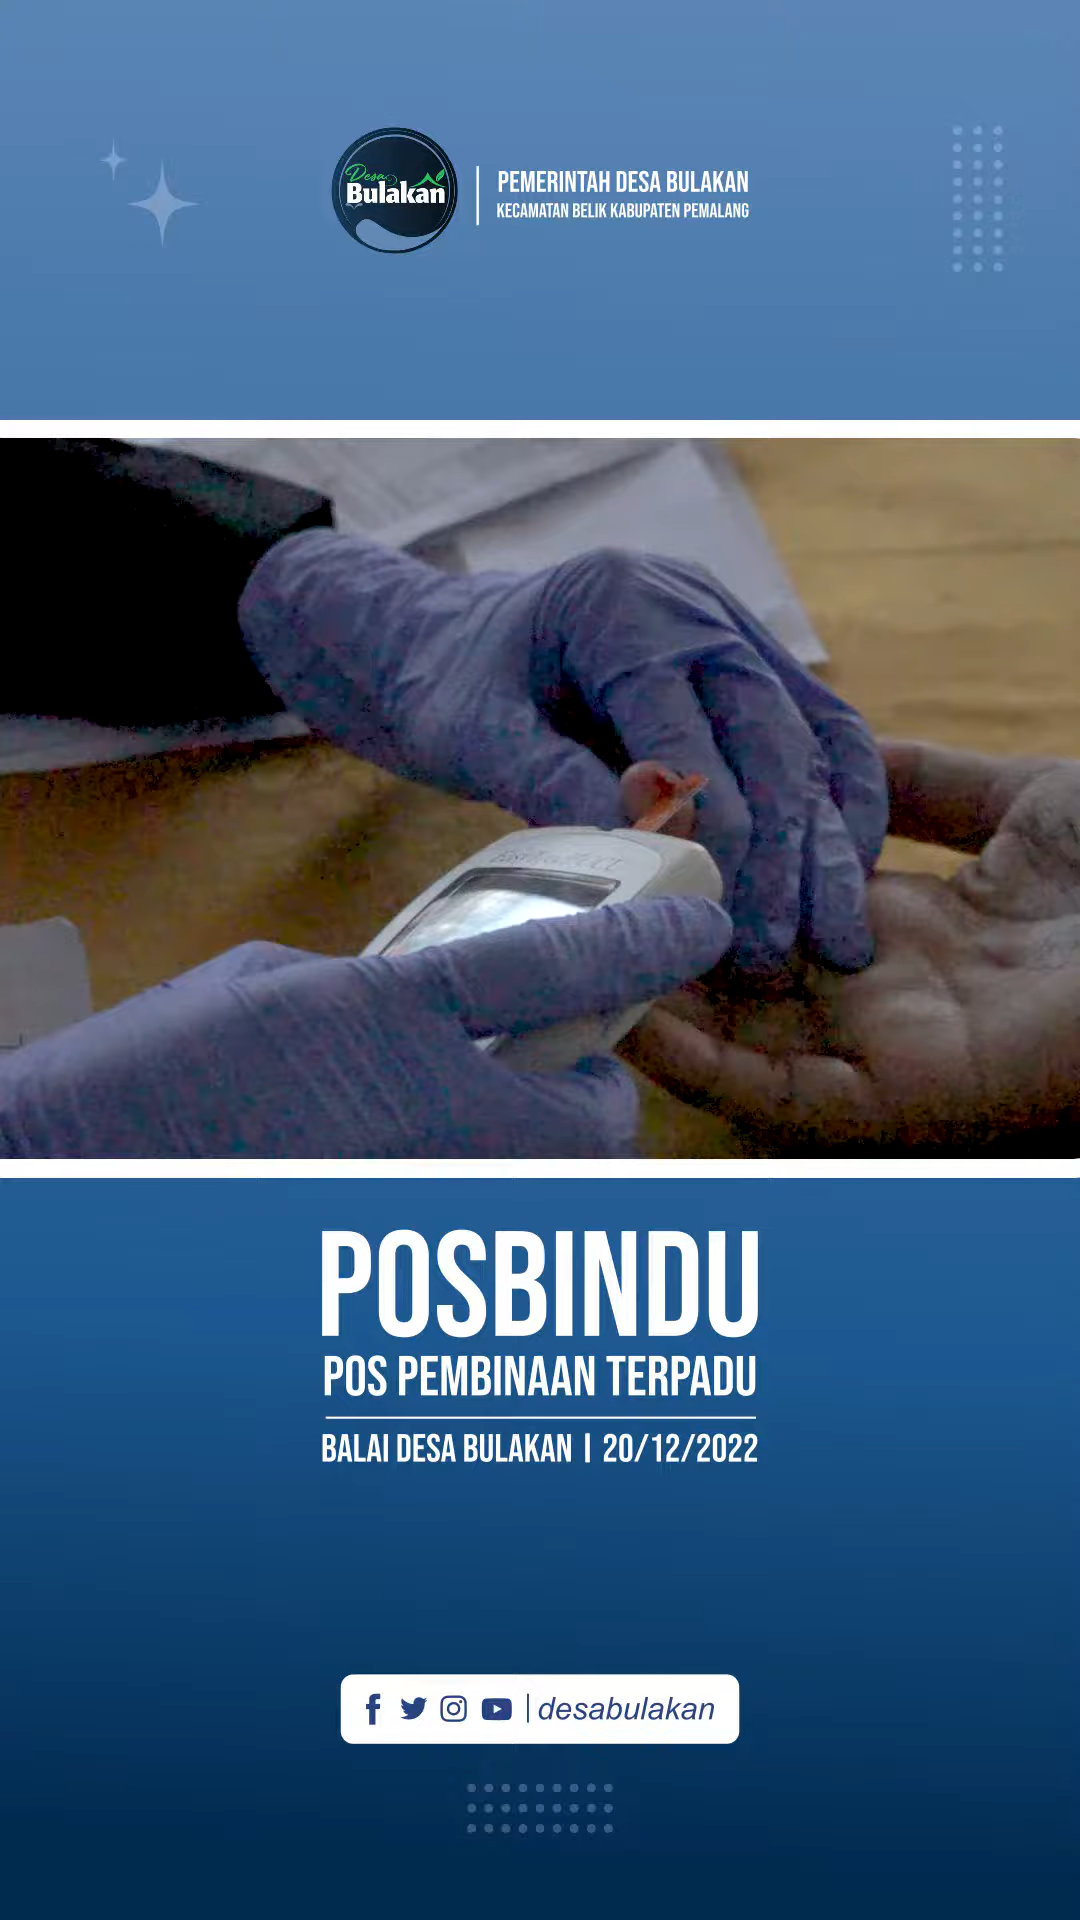 Desa
Bulakan
PEMERINTAH DESA BULAKAN
KECAMATAN BELIK KABUPATEN PEMALANG
POSBINDU
POS PEMBINAAN TERPADU
BALAI DESA BULAKAN | 20/12/2022
desabulakan